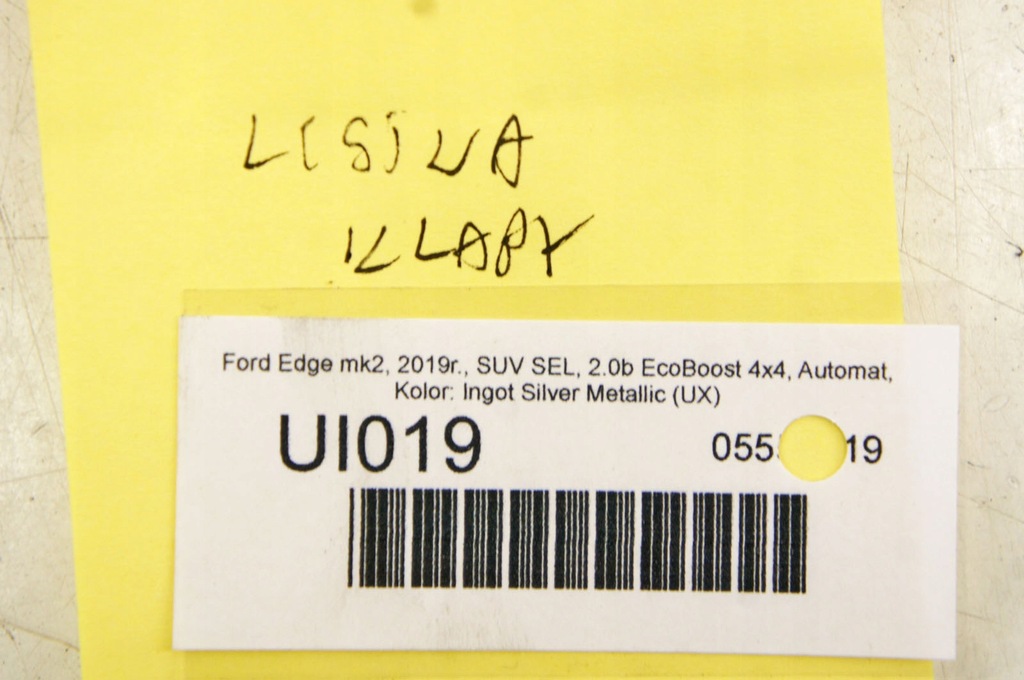 LISTWA
KLAPY
Ford Edge mk2, 2019r., SUV SEL, 2.0b EcoBoost 4x4, Automat,
Kolor: Ingot Silver Metallic (UX)
UI019